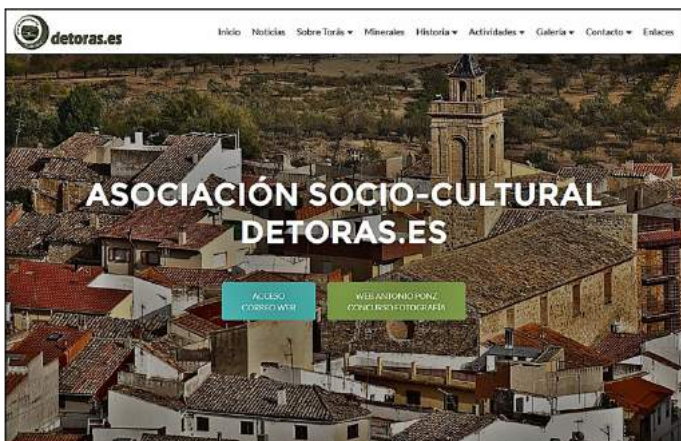 detoras.es
Inicio Noticias Sobre Torás Minerales Historia Actividades Galería Contacto Enlaces
ASOCIACIÓN SOCIO-CULTURAL
DETORAS.ES
ACCESO
CORREO WEB
WEB ANTONIO PONZ
CONCURSO FOTOGRAFÍA